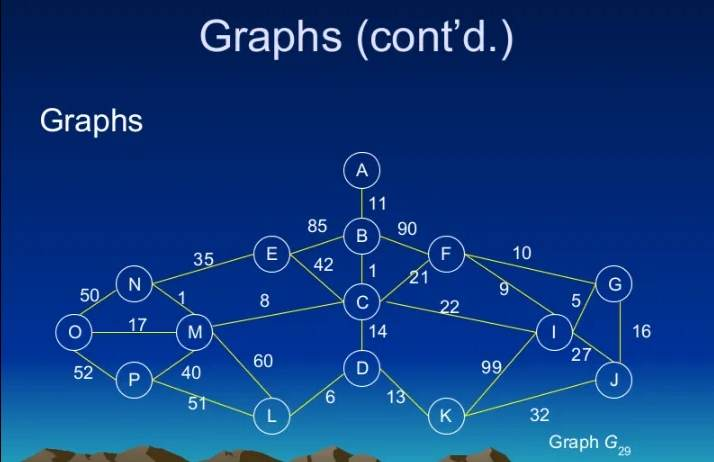 Graphs (cont’d.)
Graphs
A
11
85 B 90
35 E F 10
42 1 21
N 9 G
50 1 8 C 22 5
O 17 M 14 I 16
60 D 27
52 P 40 99 J
51 6 13
L K 32
Graph G29